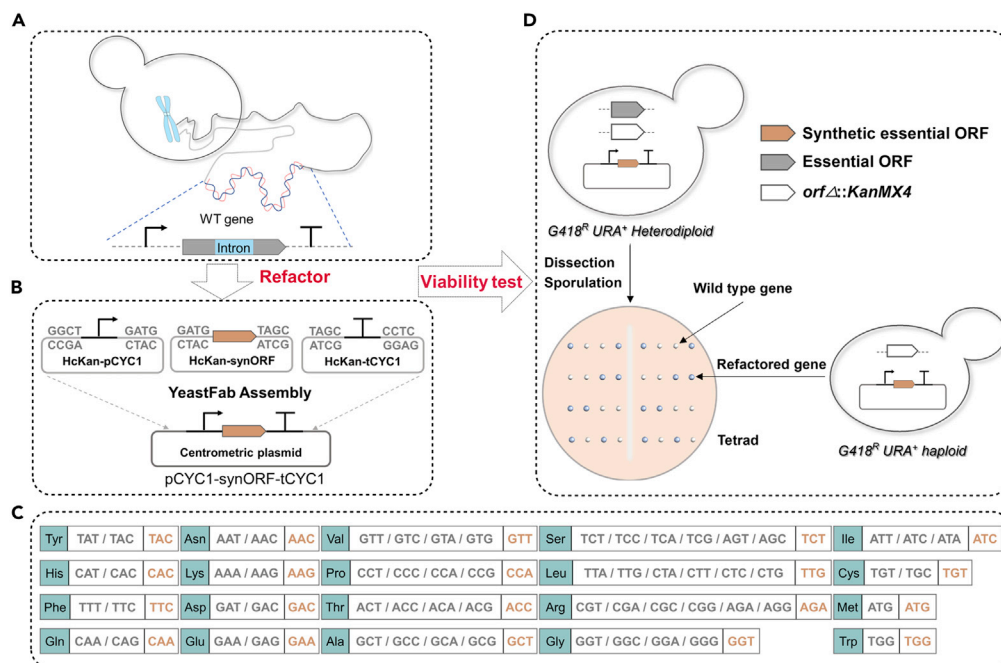 A
WT gene
Intron
Refactor
Viability test
B
GGCT GATG GATG TAGC TAGC CCTC
CCGA CTAC CTAC ATCG ATCG GGAG
HcKan-pCYC1 HcKan-synORF HcKan-tCYC1
YeastFab Assembly
Centrometric plasmid
pCYC1-synORF-tCYC1
D
Synthetic essential ORF
Essential ORF
orfΔ::KanMX4
G418R URA+ Heterodiploid
Dissection
Sporulation
Wild type gene
Refactored gene
Tetrad
G418R URA+ haploid
C
Tyr TAT / TAC TAC Asn AAT / AAC AAC Val GTT / GTC / GTA / GTG GTT Ser TCT / TCC / TCA / TCG / AGT / AGC TCT Ile ATT / ATC / ATA ATC
His CAT / CAC CAC Lys AAA / AAG AAG Pro CCT / CCC / CCA / CCG CCA Leu TTA / TTG / CTA / CTT / CTC / CTG TTG Cys TGT / TGC TGT
Phe TTT / TTC TTC Asp GAT / GAC GAC Thr ACT / ACC / ACA / ACG ACC Arg CGT / CGA / CGC / CGG / AGA / AGG AGA Met ATG ATG
Gln CAA / CAG CAA Glu GAA / GAG GAA Ala GCT / GCC / GCA / GCG GCT Gly GGT / GGC / GGA / GGG GGT Trp TGG TGG